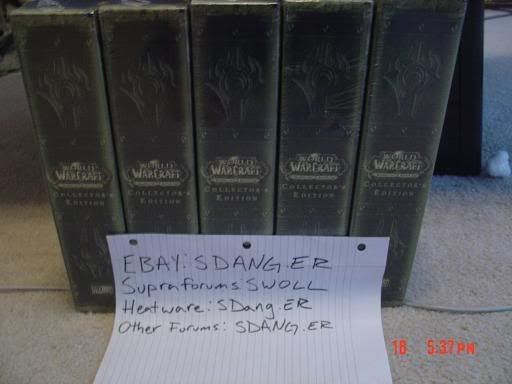 WORLD
WARCRAFT
COLLECTOR'S
EDITION
WORLD
WARCRAFT
COLLECTOR'S
EDITION
WORLD
WARCRAFT
COLLECTOR'S
EDITION
WORLD
WARCRAFT
COLLECTOR'S
EDITION
WORLD
WARCRAFT
COLLECTOR'S
EDITION
EBAY: SDANG.ER
Supraforums: SWOLL
Heatware: SDang.ER
Other Forums: SDANG.ER
18 5:37PM